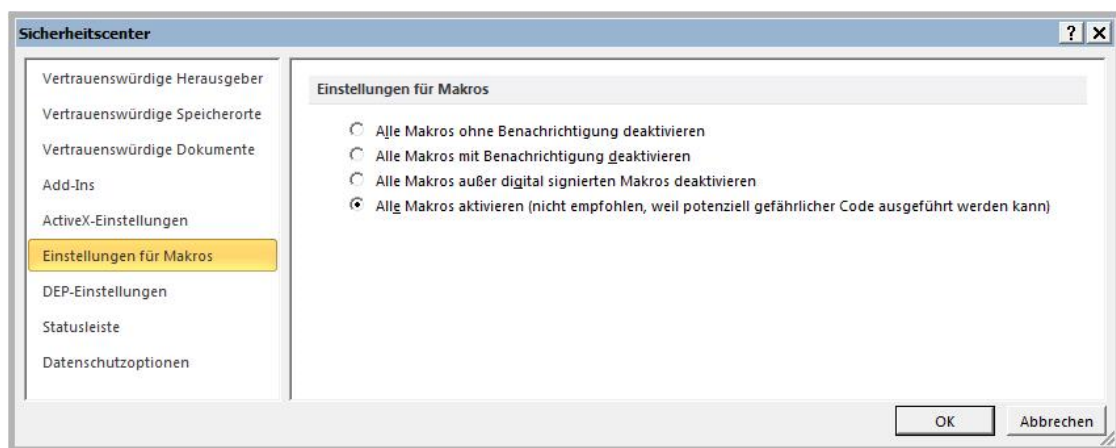 Sicherheitscenter
Vertrauenswürdige Herausgeber
Vertrauenswürdige Speicherorte
Vertrauenswürdige Dokumente
Add-Ins
ActiveX-Einstellungen
Einstellungen für Makros
DEP-Einstellungen
Statusleiste
Datenschutzoptionen
Einstellungen für Makros
Alle Makros ohne Benachrichtigung deaktivieren
Alle Makros mit Benachrichtigung deaktivieren
Alle Makros außer digital signierten Makros deaktivieren
Alle Makros aktivieren (nicht empfohlen, weil potenziell gefährlicher Code ausgeführt werden kann)
OK
Abbrechen